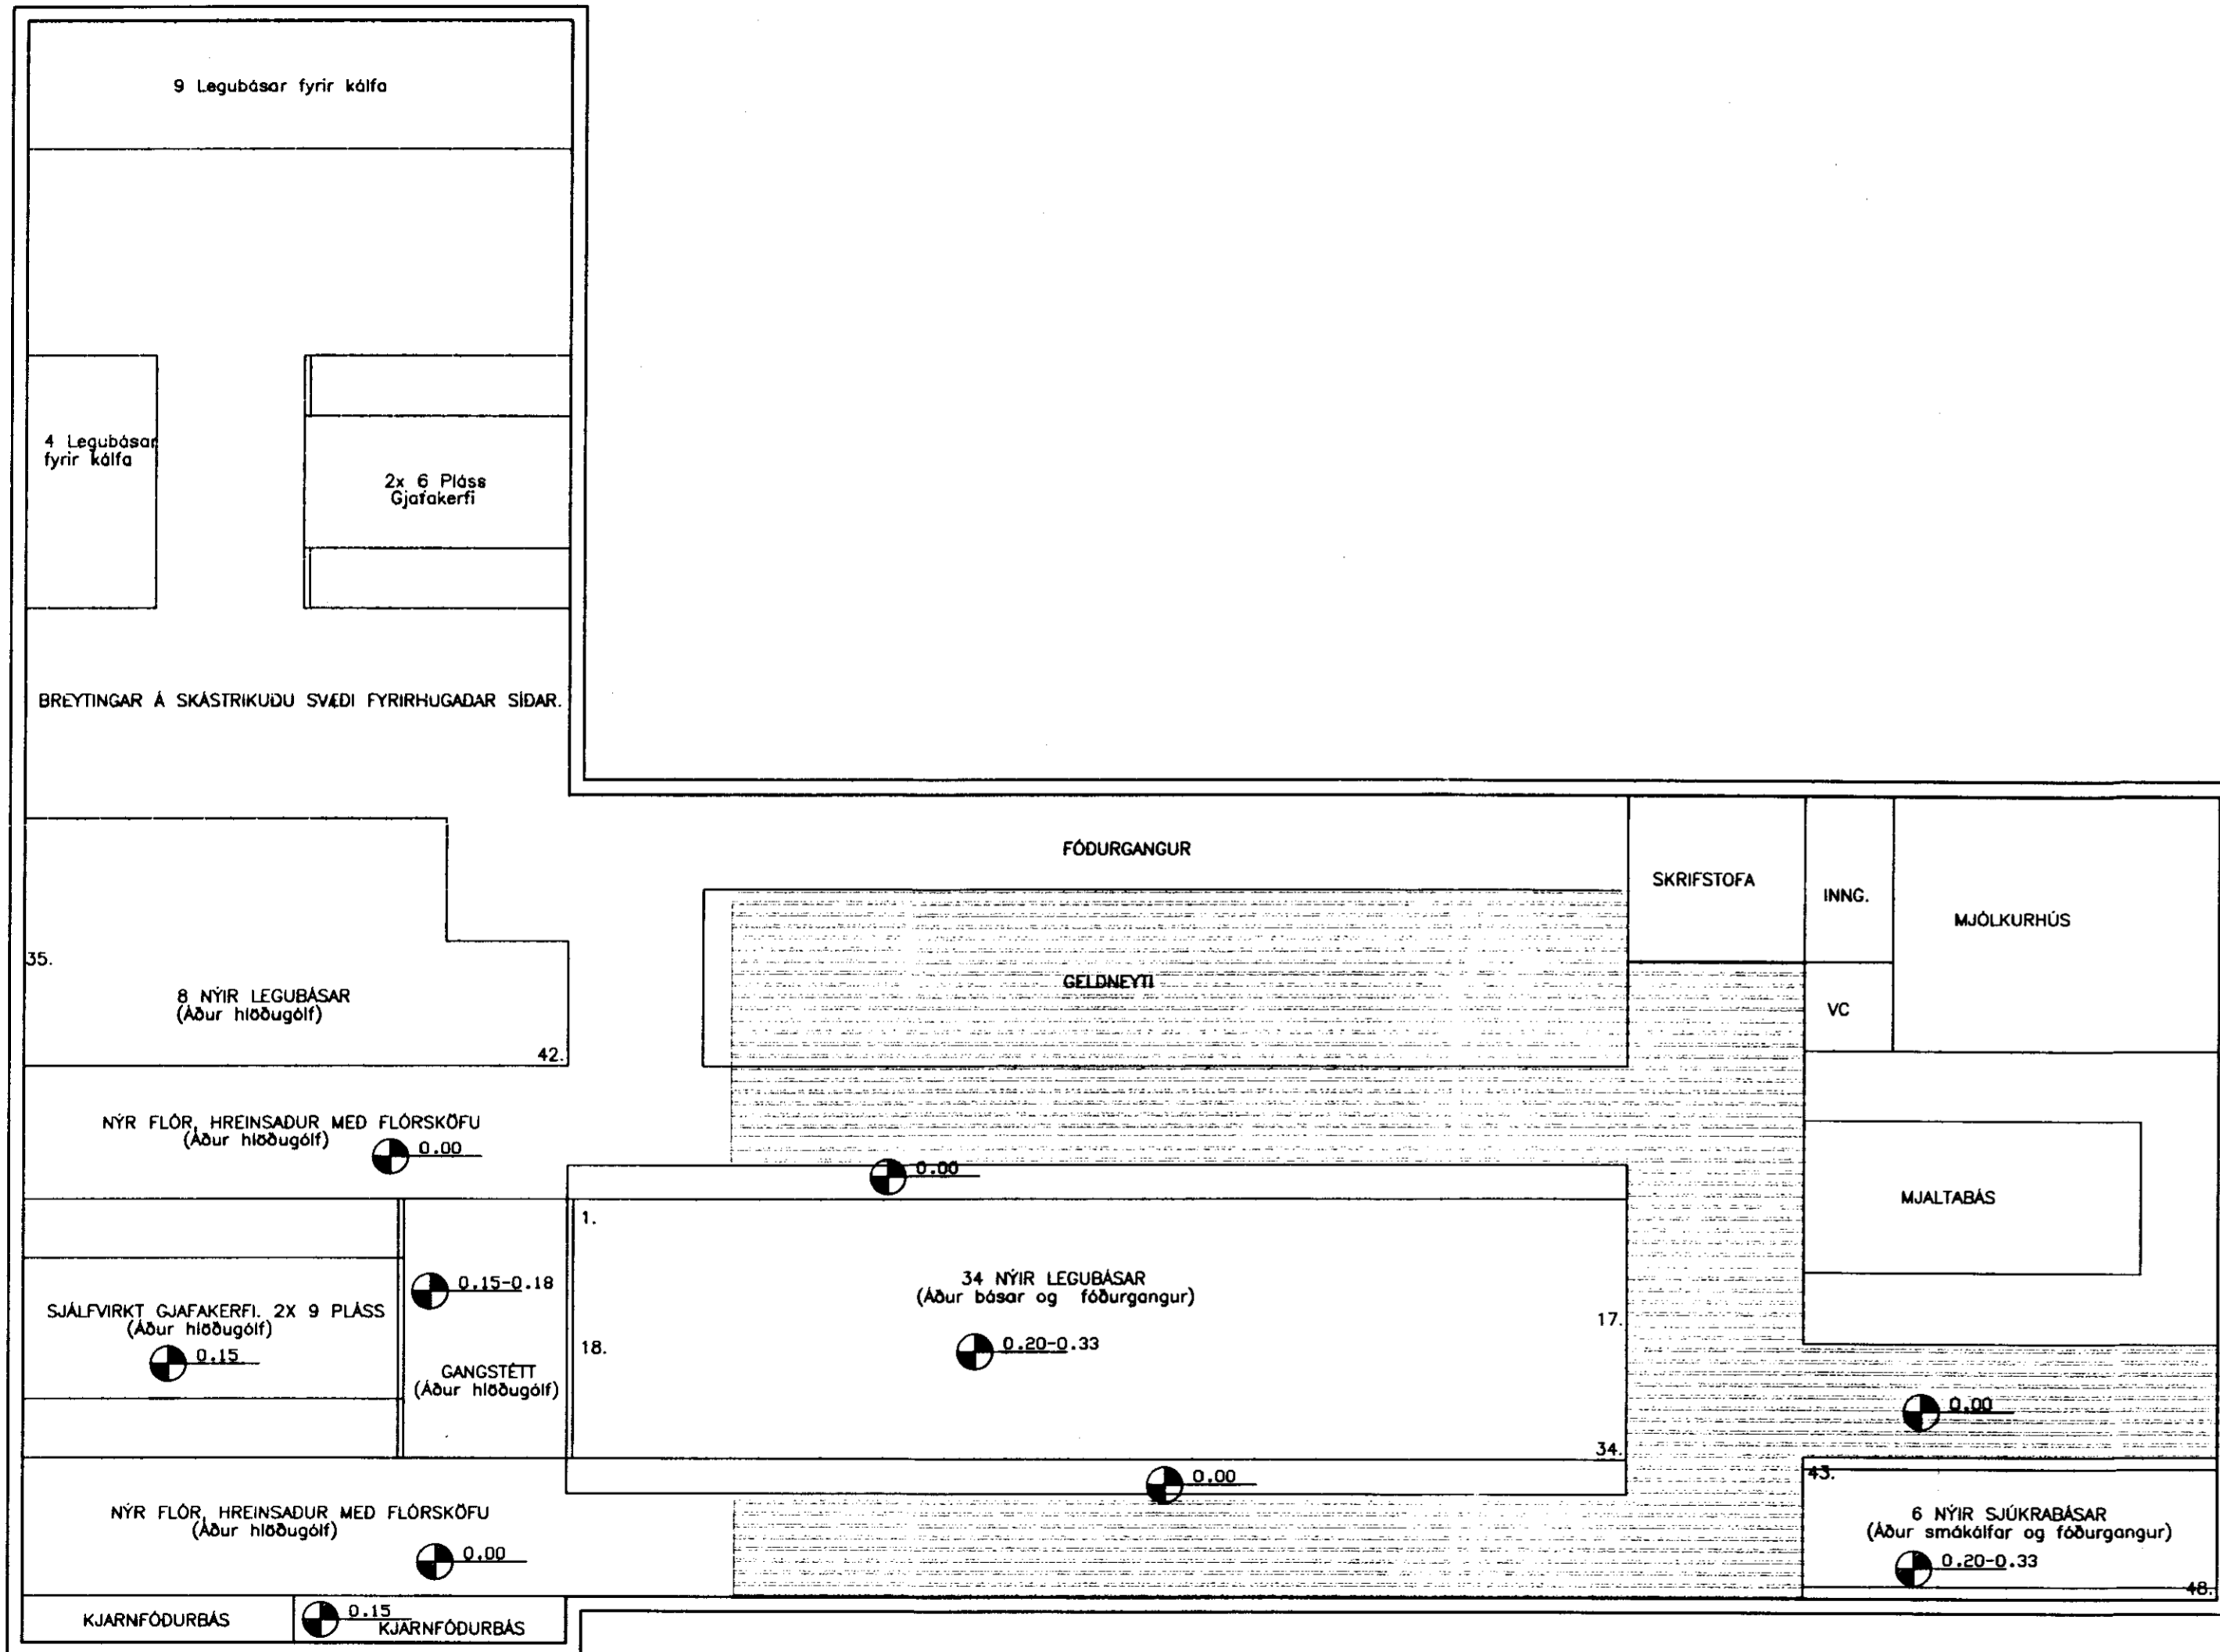 9 Legubásar fyrir kálfa
4 Legubásar
fyrir kálfa
2x 6 Pláss
Gjafakerfi
BREYTINGAR Á SKÁSTRIKUÐU SVÆÐI FYRIRHUGAÐAR SÍÐAR.
FÓÐURGANGUR
SKRIFSTOFA
INNG.
MJÓLKURHÚS
35.
GELDNEYTI
8 NÝIR LEGUBÁSAR
(Áður hlöðugólf)
VC
42.
NÝR FLÓR, HREINSAÐUR MEÐ FLÓRSKÖFU
(Áður hlöðugólf)
0.00
0.00
MJALTABÁS
1.
0.15-0.18
34 NÝIR LEGUBÁSAR
(Áður básar og fóðurgangur)
SJÁLFVIRKT GJAFAKERFI. 2X 9 PLÁSS
(Áður hlöðugólf)
17.
0.15
18.
0.20-0.33
GANGSTÉTT
(Áður hlöðugólf)
0.00
34.
43.
0.00
NÝR FLÓR, HREINSAÐUR MEÐ FLÓRSKÖFU
(Áður hlöðugólf)
6 NÝIR SJÚKRABÁSAR
(Áður smákálfar og fóðurgangur)
0.00
0.20-0.33
48.
KJARNFÓÐURBÁS
0.15
KJARNFÓÐURBÁS